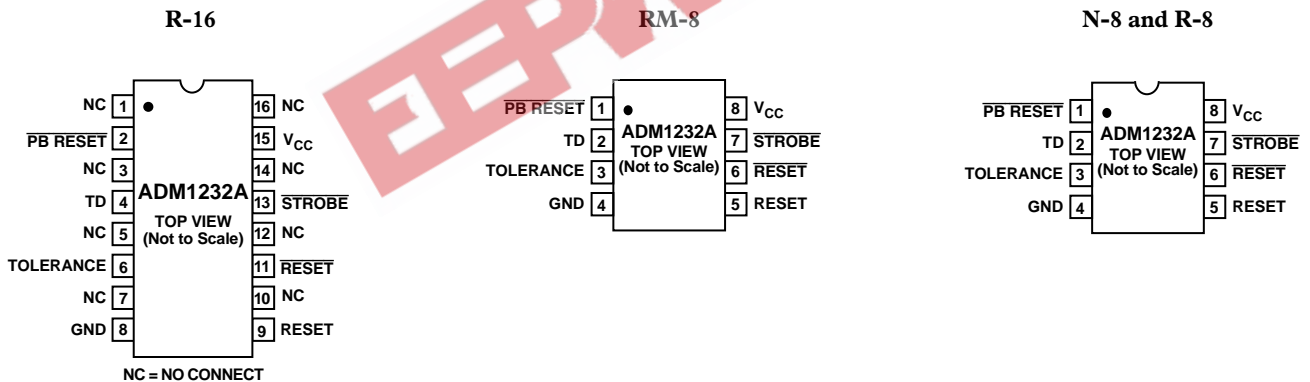 R-16
NC 1
PB RESET 2
NC 3
TD 4
NC 5
TOLERANCE 6
NC 7
GND 8
ADM1232A
TOP VIEW
(Not to Scale)
16 NC
15 VCC
14 NC
13 STROBE
12 NC
11 RESET
10 NC
9 RESET
NC = NO CONNECT
RM-8
PB RESET 1
TD 2
TOLERANCE 3
GND 4
ADM1232A
TOP VIEW
(Not to Scale)
8 VCC
7 STROBE
6 RESET
5 RESET
N-8 and R-8
PB RESET 1
TD 2
TOLERANCE 3
GND 4
ADM1232A
TOP VIEW
(Not to Scale)
8 VCC
7 STROBE
6 RESET
5 RESET